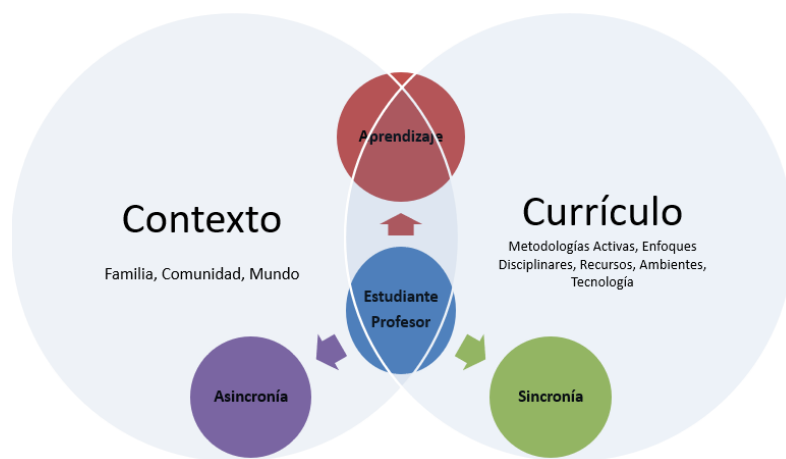 Aprendizaje
Contexto
Familia, Comunidad, Mundo
Currículo
Metodologías Activas, Enfoques
Disciplinares, Recursos, Ambientes,
Tecnología
Estudiante
Profesor
Asincronía
Sincronía